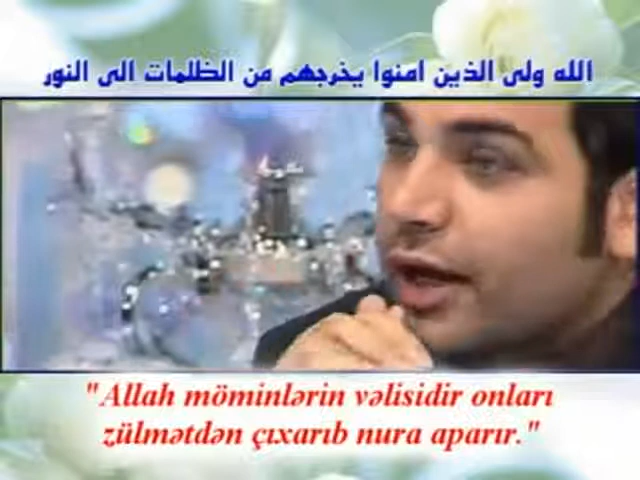 الله ولى الذين امنوا يخرجهم من الظلمات الى النور
"Allah möminlərin vəlisidir onları
zülmətdən çıxarıb nura aparır."